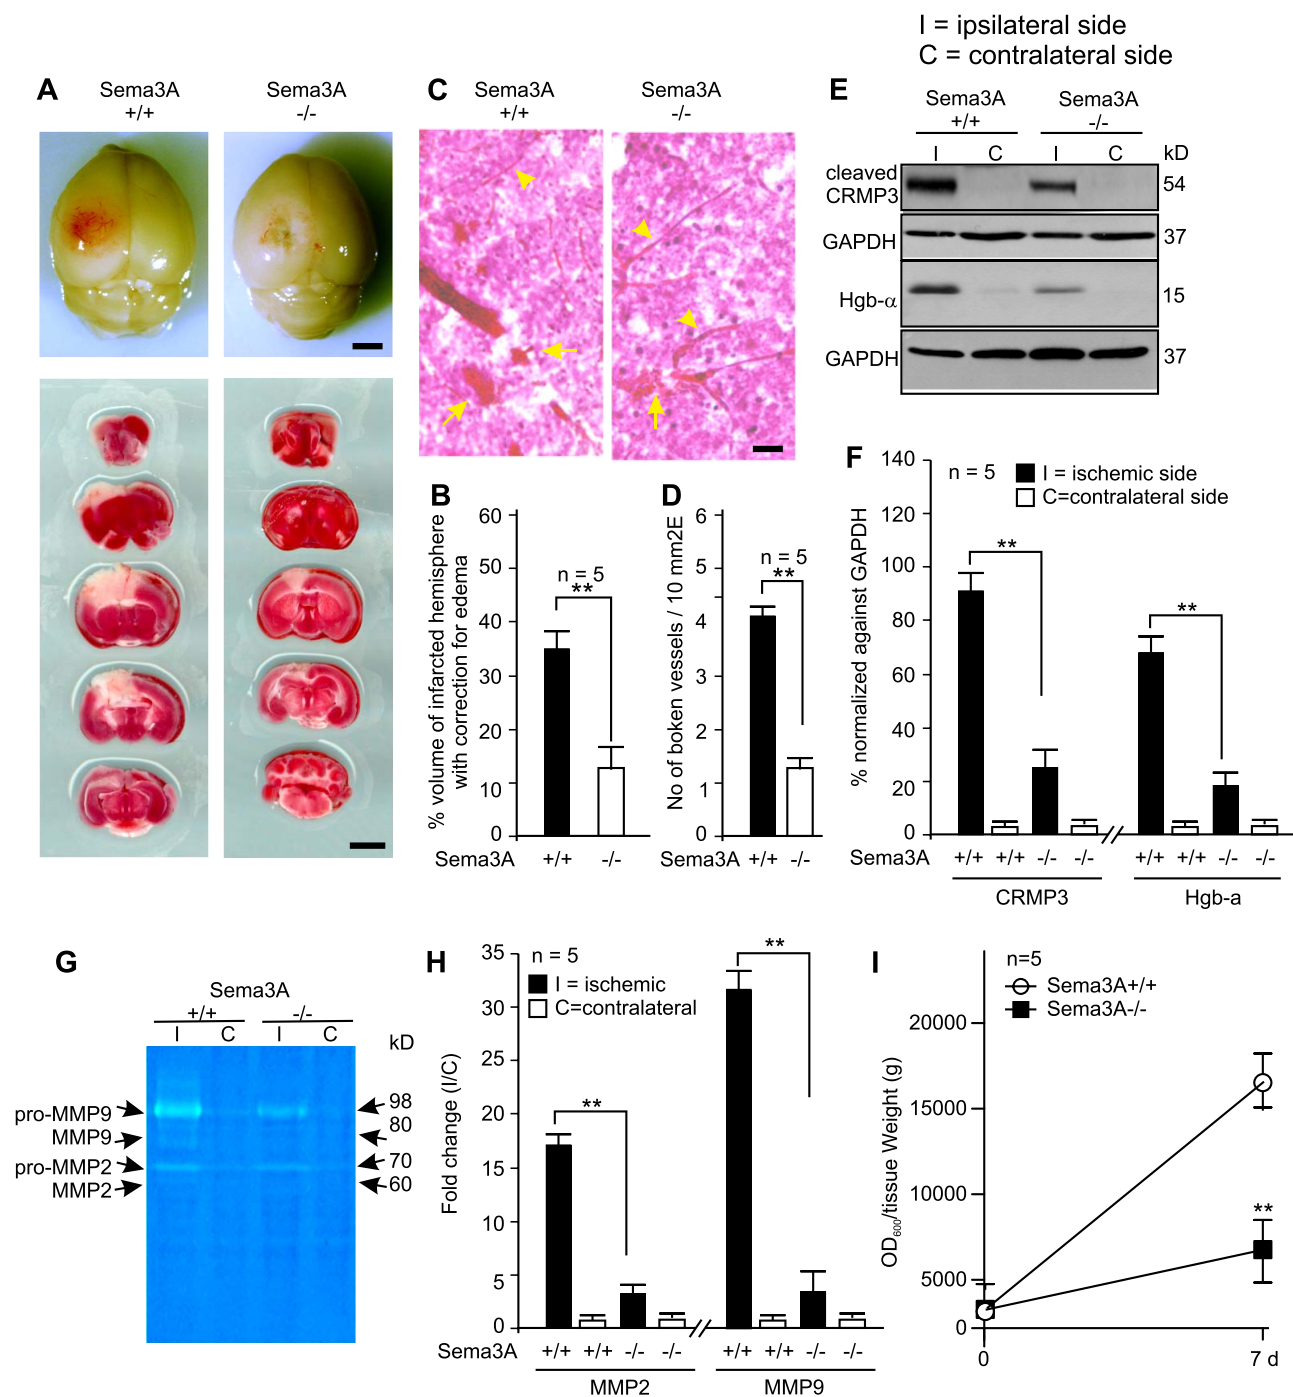 I = ipsilateral side
C = contralateral side
A
Sema3A
+/+
Sema3A
-/-
C
Sema3A
+/+
Sema3A
-/-
E
Sema3A
+/+
Sema3A
-/-
I C I C kD
cleaved
CRMP3
54
GAPDH 37
Hgb-α 15
GAPDH 37
B
% volume of infarcted hemisphere
with correction for edema
60
50
40
30
20
10
0
n = 5
**
Sema3A +/+ -/-
D
No of boken vessels / 10 mm2E
6
5
4
3
2
1
0
n = 5
**
Sema3A +/+ -/-
F
% normalized against GAPDH
140
120
100
80
60
40
20
0
n = 5
I = ischemic side
C=contralateral side
**
**
Sema3A +/+ +/+ -/- -/- +/+ +/+ -/- -/-
CRMP3 Hgb-a
G
Sema3A
+/+ -/-
I C I C
kD
pro-MMP9 98
MMP9 80
pro-MMP2 70
MMP2 60
H
Fold change (I/C)
35
30
25
20
15
10
5
0
n = 5
I = ischemic
C=contralateral
**
**
Sema3A +/+ +/+ -/- -/- +/+ +/+ -/- -/-
MMP2 MMP9
I
n=5
Sema3A+/+
Sema3A-/-
OD600/tissue Weight (g)
20000
15000
10000
5000
0
**
0 7 d